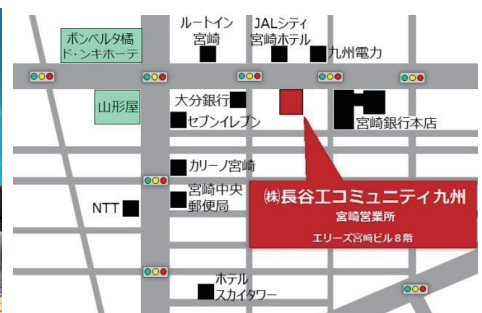 ルートイン
宮崎
JALシティ
宮崎ホテル
九州電力
ボンベルタ橘
ド・ンキホーテ
山形屋
大分銀行
セブンイレブン
宮崎銀行本店
カリーノ宮崎
宮崎中央
郵便局
NTT
㈱長谷工コミュニティ九州
宮崎営業所
エリーズ宮崎ビル8階
ホテル
スカイタワー